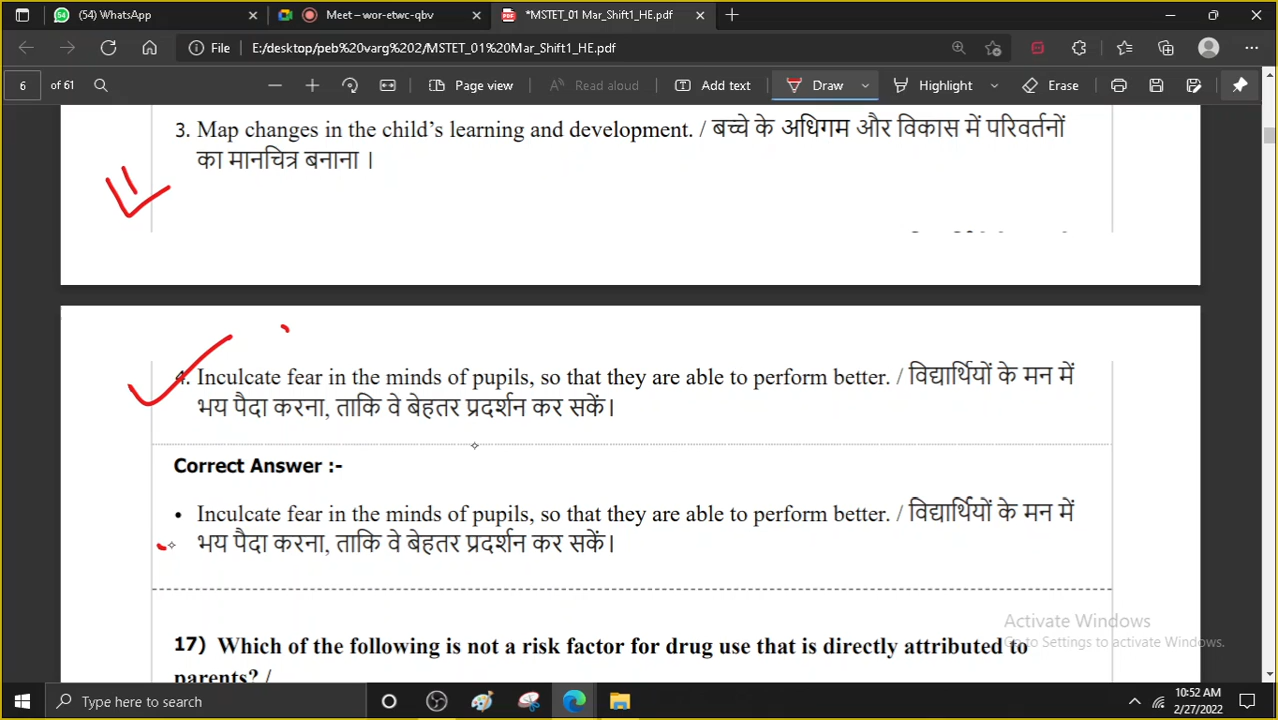 (54) WhatsApp
Meet – wor-etwc-qbv
*MSTET_01 Mar_Shift1_HE.pdf
File
E:/desktop/peb%20varg%202/MSTET_01%20Mar_Shift1_HE.pdf
6 of 61
Page view
Read aloud
Add text
Draw
Highlight
Erase
3. Map changes in the child's learning and development. / बच्चे के अधिगम और विकास में परिवर्तनों
का मानचित्र बनाना ।
4. Inculcate fear in the minds of pupils, so that they are able to perform better. / विद्यार्थियों के मन में
भय पैदा करना, ताकि वे बेहतर प्रदर्शन कर सकें।
Correct Answer :-
• Inculcate fear in the minds of pupils, so that they are able to perform better. / विद्यार्थियों के मन में
भय पैदा करना, ताकि वे बेहतर प्रदर्शन कर सकें।
Activate Windows
Go to Settings to activate Windows.
17) Which of the following is not a risk factor for drug use that is directly attributed to
parents? /
Type here to search
10:52 AM
2/27/2022